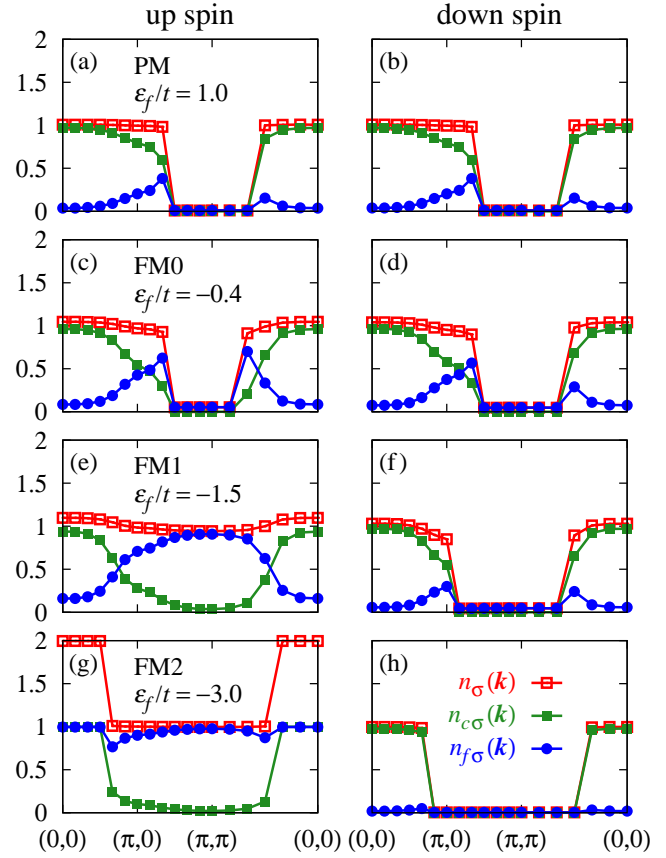 up spin
down spin
2
1.5
1
0.5
0
(a)
PM
εf/t = 1.0
(b)
2
1.5
1
0.5
0
(c)
FM0
εf/t = −0.4
(d)
2
1.5
1
0.5
0
(e)
FM1
εf/t = −1.5
(f)
2
1.5
1
0.5
0
(g)
FM2
εf/t = −3.0
(h)
nσ(k)
ncσ(k)
nfσ(k)
(0,0) (π,0) (π,π) (0,0)
(0,0) (π,0) (π,π) (0,0)